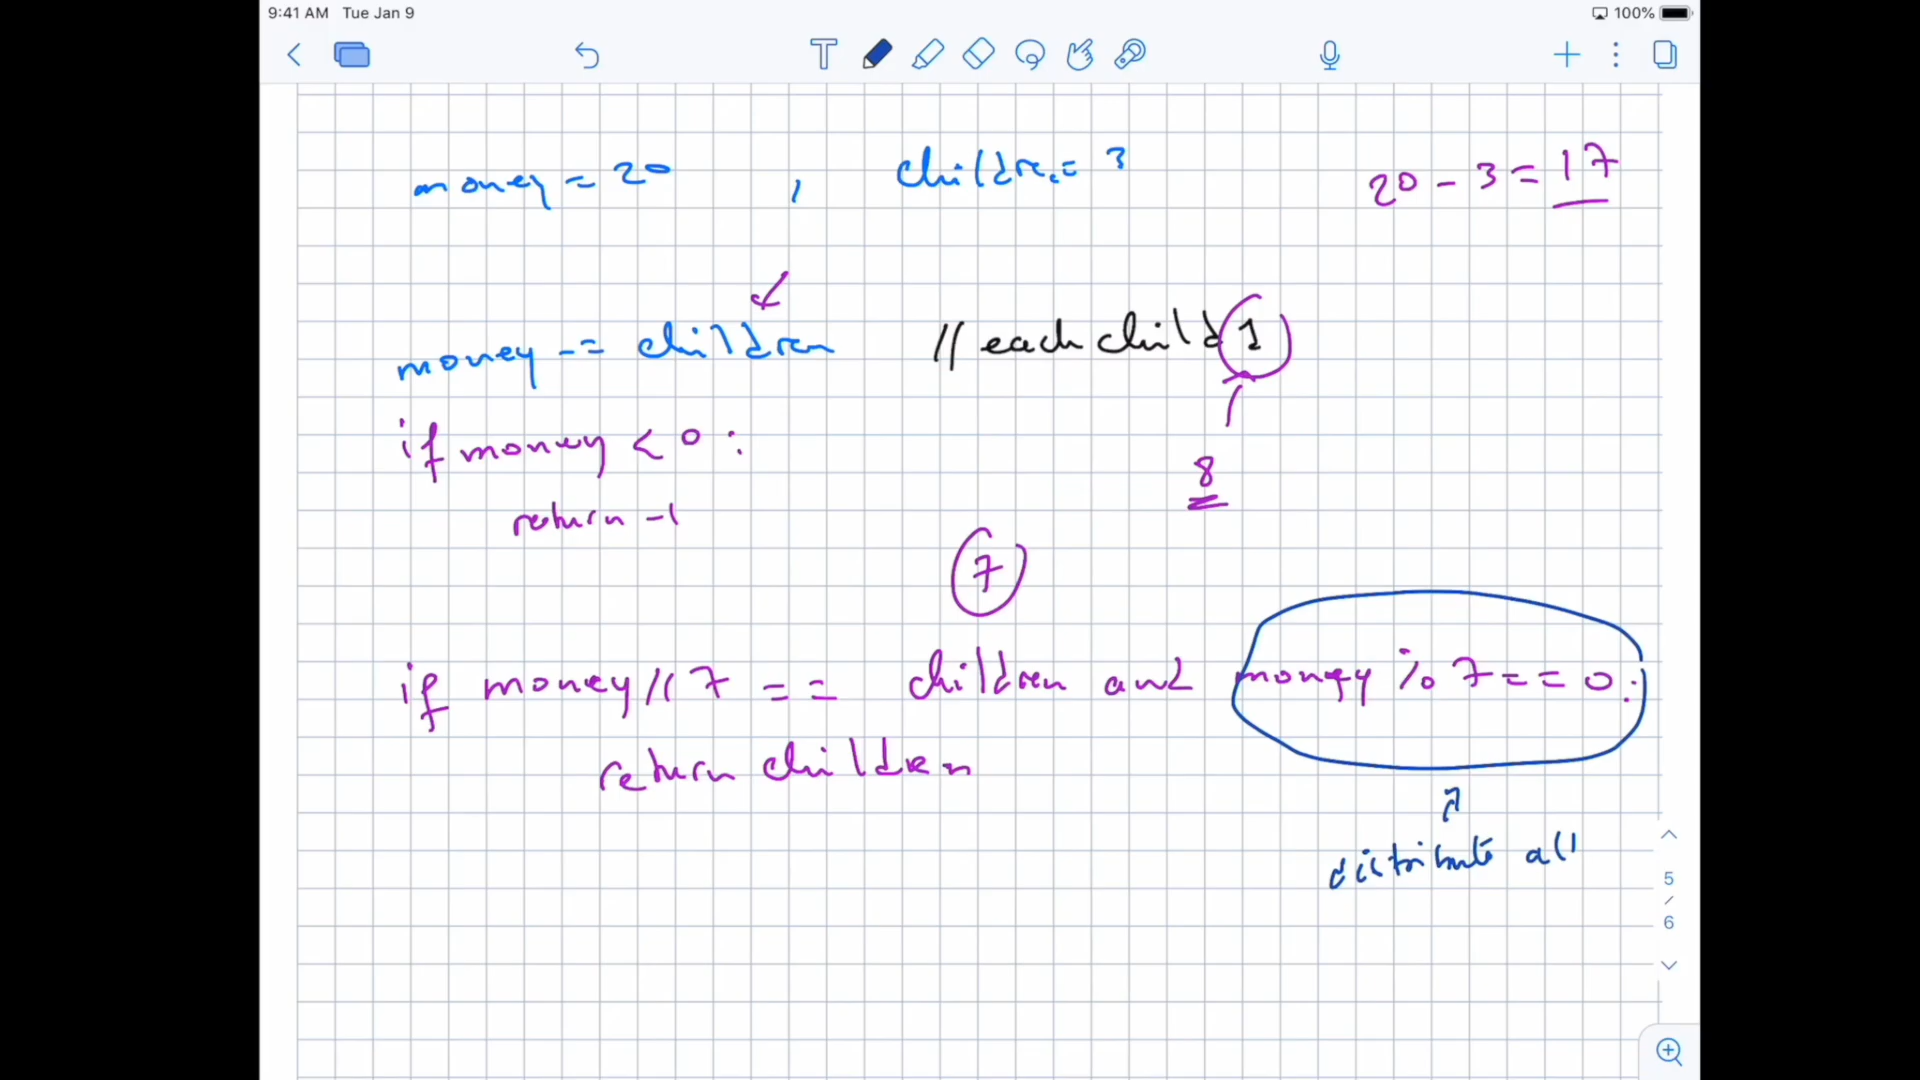 9:41 AM Tue Jan 9
100%
T
money = 20 , children = 3
20 - 3 = 17
money -= children // each child 1
if money < 0 :
return -1
8
7
if money // 7 == children and money % 7 == 0 :
return children
distribute all
5
/
6